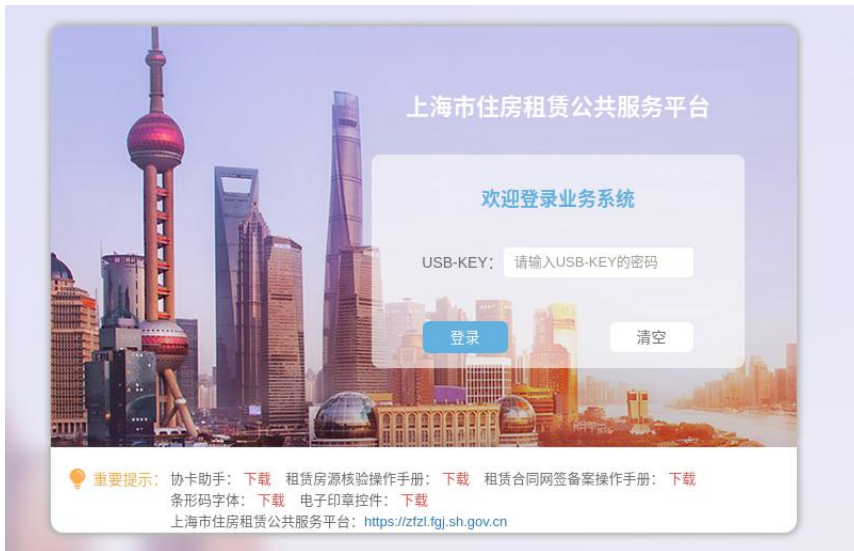 上海市住房租赁公共服务平台
欢迎登录业务系统
USB-KEY： 请输入USB-KEY的密码
登录 清空
重要提示： 协卡助手： 下载 租赁房源核验操作手册： 下载 租赁合同网签备案操作手册： 下载
条形码字体： 下载 电子印章控件： 下载
上海市住房租赁公共服务平台：https://zfzl.fgj.sh.gov.cn